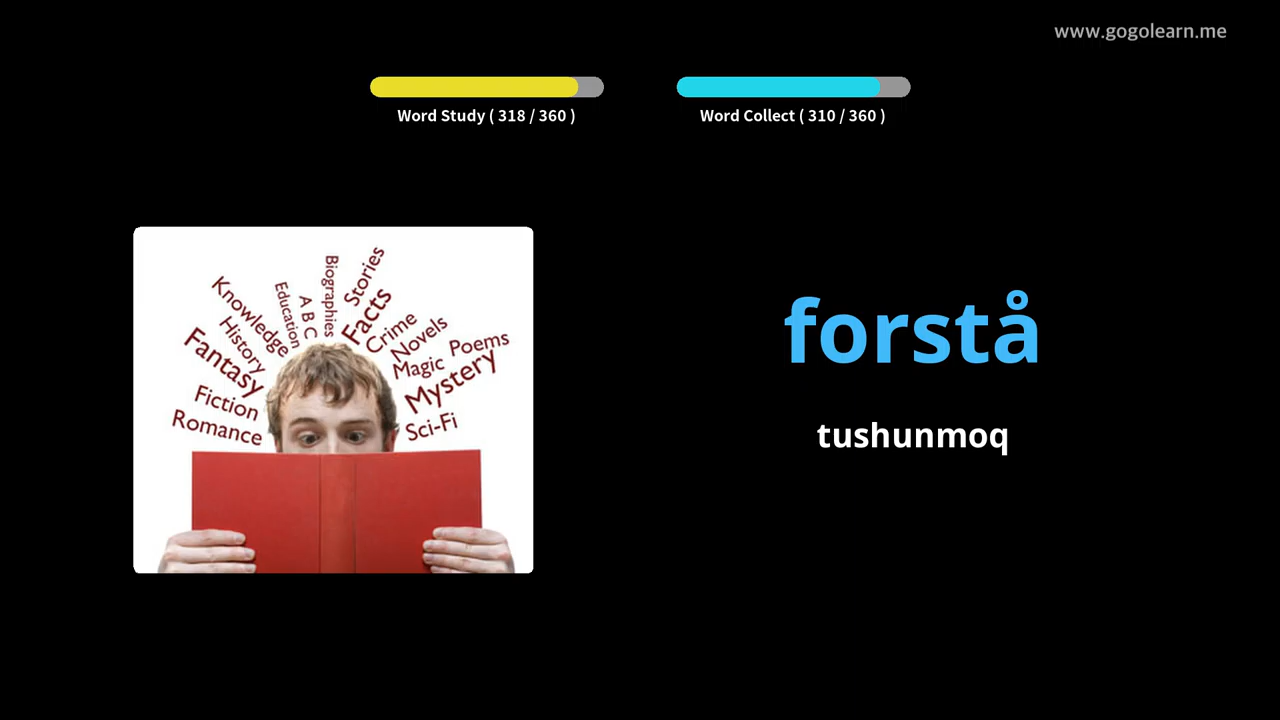 www.gogolearn.me
Word Study ( 318 / 360 )
Word Collect ( 310 / 360 )
Knowledge
Education
A B C
Biographies
Stories
History
Facts
Crime
Novels
Poems
Fantasy
Magic
Mystery
Fiction
Romance
Sci-Fi
forstå
tushunmoq